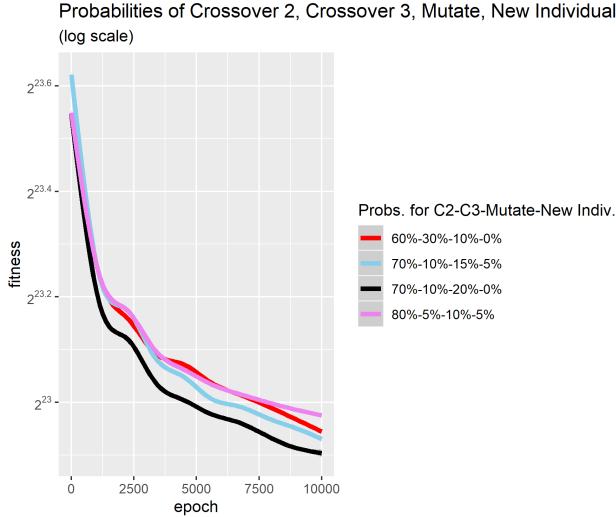 Probabilities of Crossover 2, Crossover 3, Mutate, New Individual
(log scale)
2^23.6
2^23.4
2^23.2
2^23
fitness
0 2500 5000 7500 10000
epoch
Probs. for C2-C3-Mutate-New Indiv.
60%-30%-10%-0%
70%-10%-15%-5%
70%-10%-20%-0%
80%-5%-10%-5%